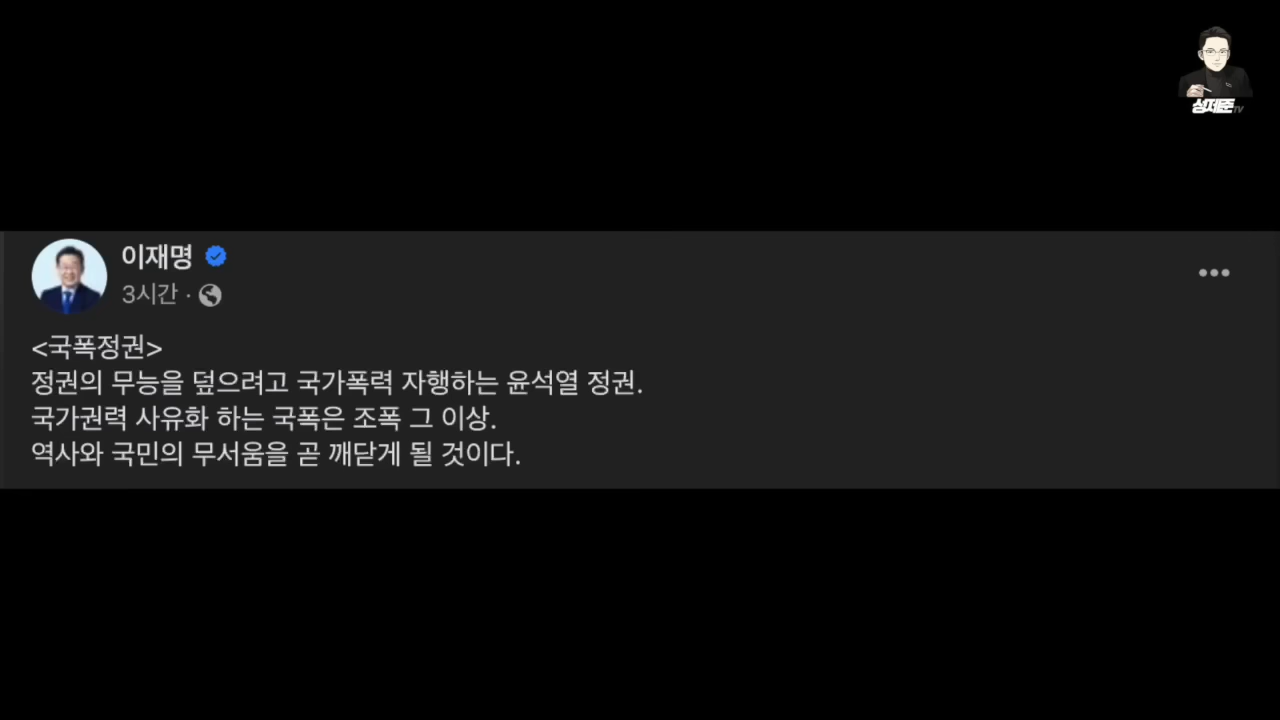 성제준TV
이재명
3시간 ·
<국폭정권>
정권의 무능을 덮으려고 국가폭력 자행하는 윤석열 정권.
국가권력 사유화 하는 국폭은 조폭 그 이상.
역사와 국민의 무서움을 곧 깨닫게 될 것이다.